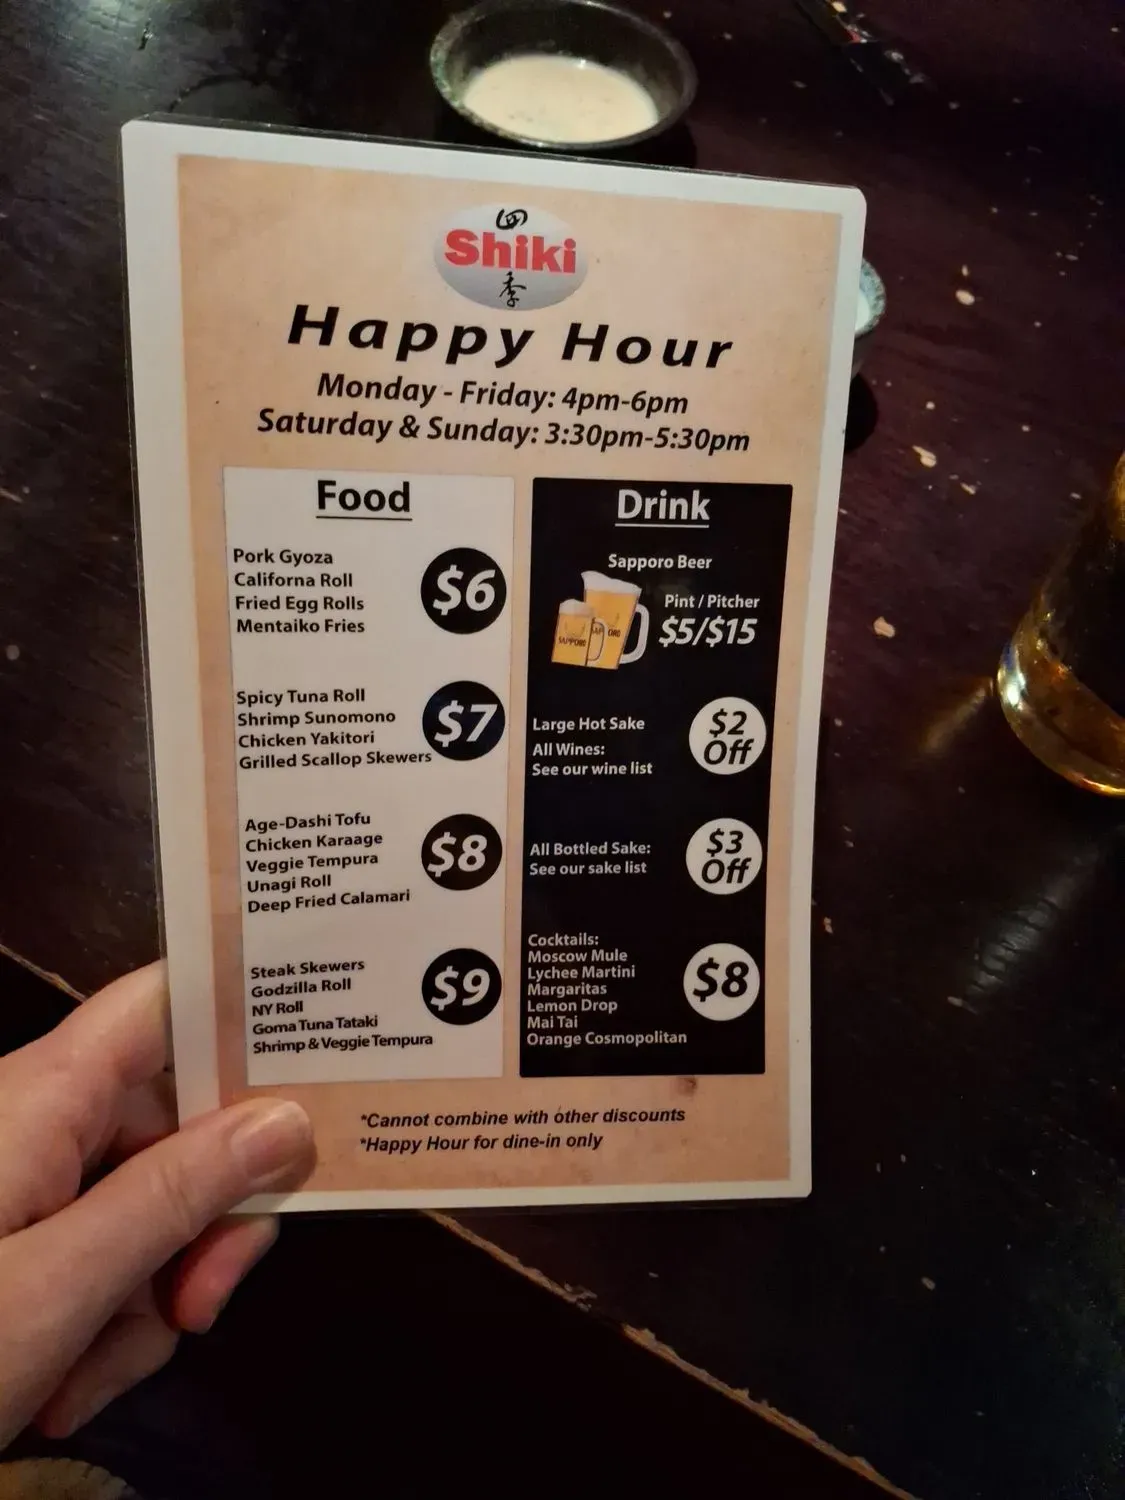 四
Shiki
季
Happy Hour
Monday - Friday: 4pm-6pm
Saturday & Sunday: 3:30pm-5:30pm
Food
Pork Gyoza
Californa Roll
Fried Egg Rolls
Mentaiko Fries
$6
Spicy Tuna Roll
Shrimp Sunomono
Chicken Yakitori
Grilled Scallop Skewers
$7
Age-Dashi Tofu
Chicken Karaage
Veggie Tempura
Unagi Roll
Deep Fried Calamari
$8
Steak Skewers
Godzilla Roll
NY Roll
Goma Tuna Tataki
Shrimp & Veggie Tempura
$9
Drink
Sapporo Beer
SAPPORO
Pint / Pitcher
$5/$15
Large Hot Sake
All Wines:
See our wine list
$2
Off
All Bottled Sake:
See our sake list
$3
Off
Cocktails:
Moscow Mule
Lychee Martini
Margaritas
Lemon Drop
Mai Tai
Orange Cosmopolitan
$8
*Cannot combine with other discounts
*Happy Hour for dine-in only